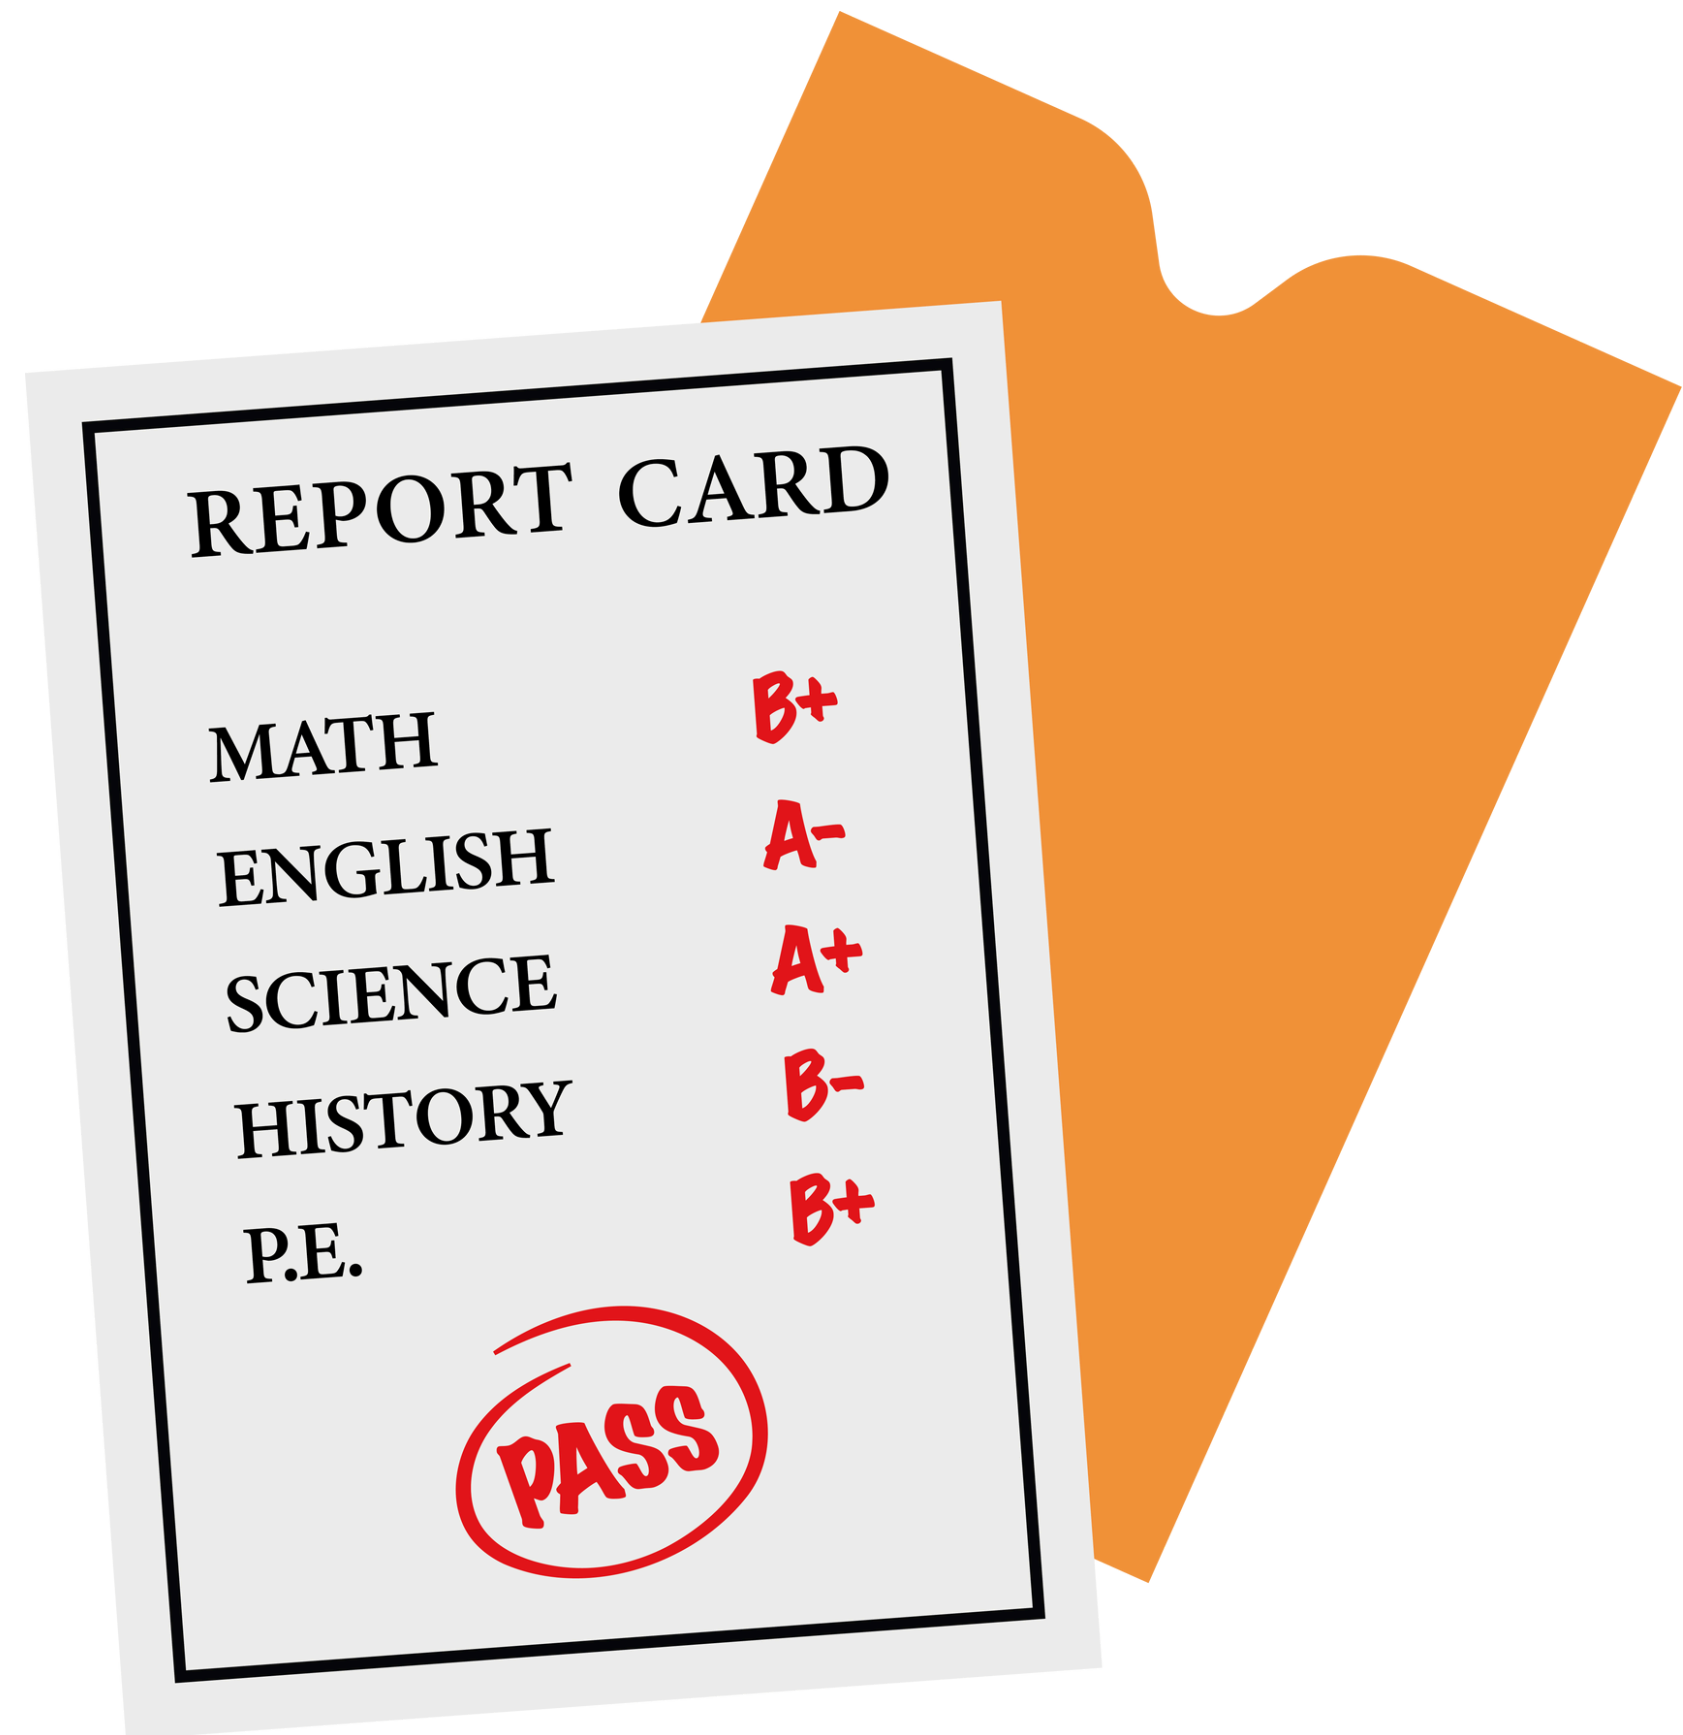 REPORT CARD
MATH B+
ENGLISH A-
SCIENCE A+
HISTORY B-
P.E. B+
PASS